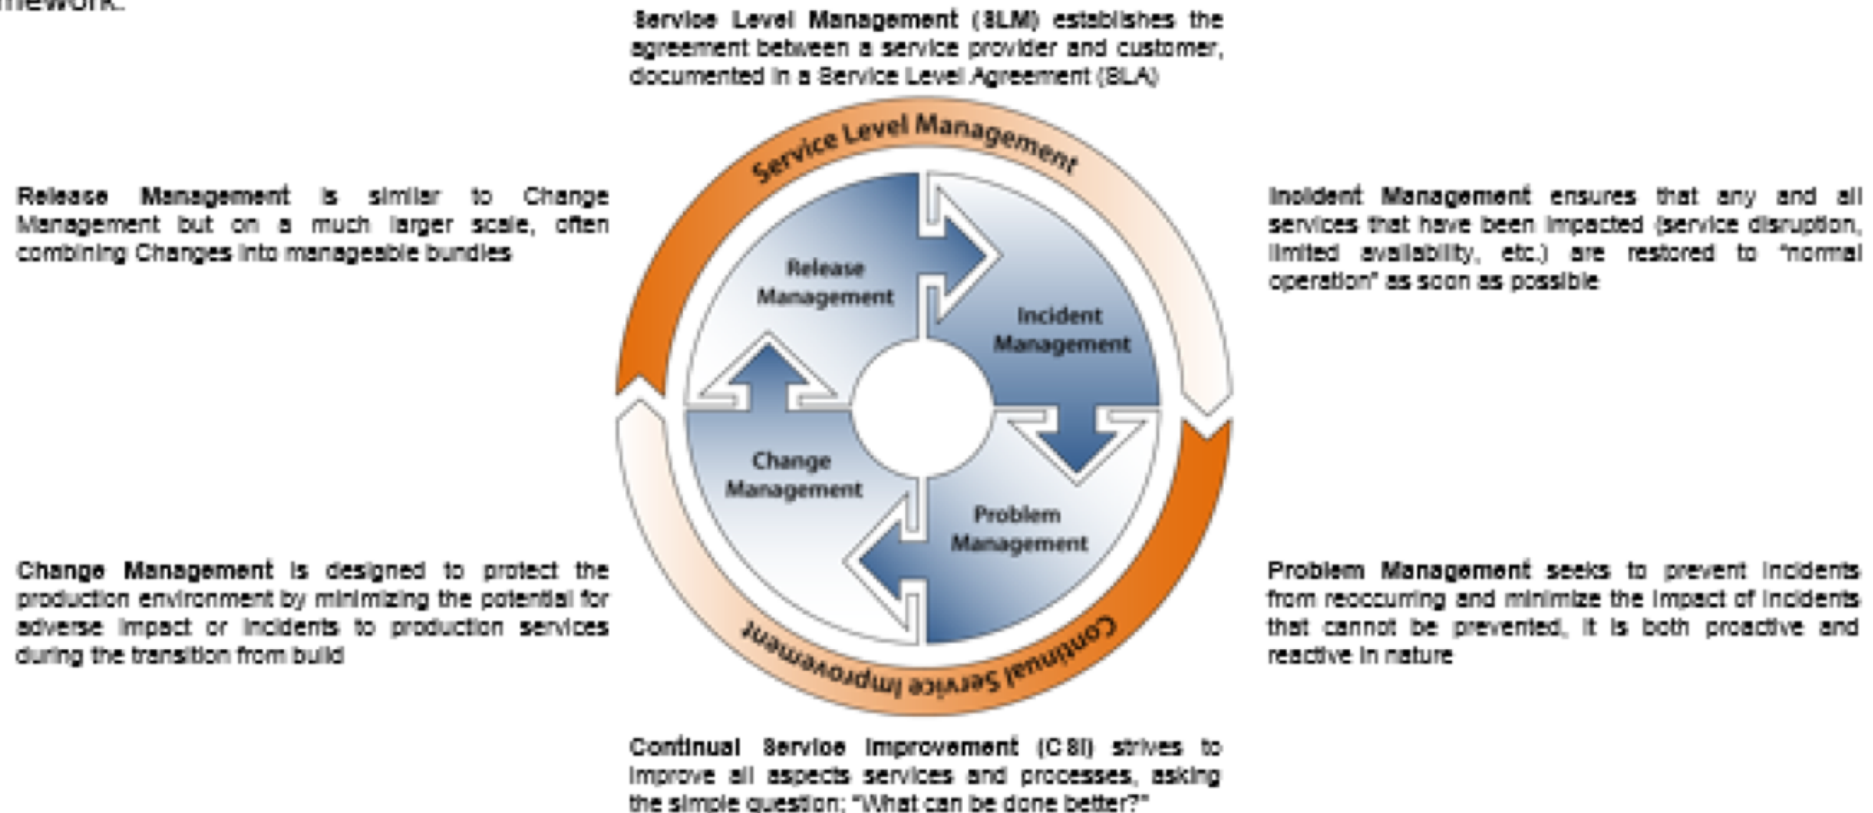 Service Level Management (SLM) establishes the
agreement between a service provider and customer,
documented in a Service Level Agreement (SLA)
Release Management is similar to Change
Management but on a much larger scale, often
combining Changes into manageable bundles
Incident Management ensures that any and all
services that have been impacted (service disruption,
limited availability, etc.) are restored to "normal
operation" as soon as possible
Service Level Management
Release
Management
Incident
Management
Change
Management
Problem
Management
Continual Service Improvement
Change Management is designed to protect the
production environment by minimizing the potential for
adverse impact or incidents to production services
during the transition from build
Problem Management seeks to prevent incidents
from reoccurring and minimize the impact of incidents
that cannot be prevented, it is both proactive and
reactive in nature
Continual Service Improvement (CSI) strives to
improve all aspects services and processes, asking
the simple question; "What can be done better?"